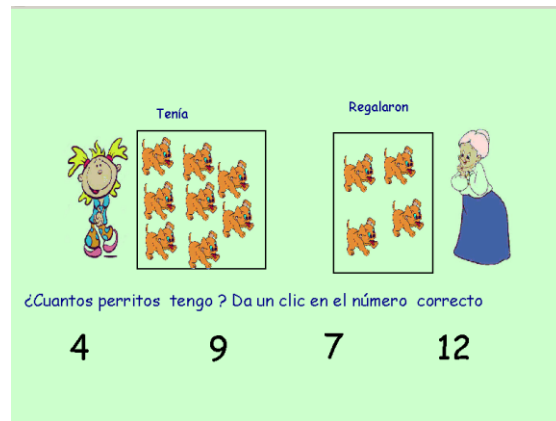 Tenía
Regalaron
¿Cuantos perritos tengo ? Da un clic en el número correcto
4 9 7 12